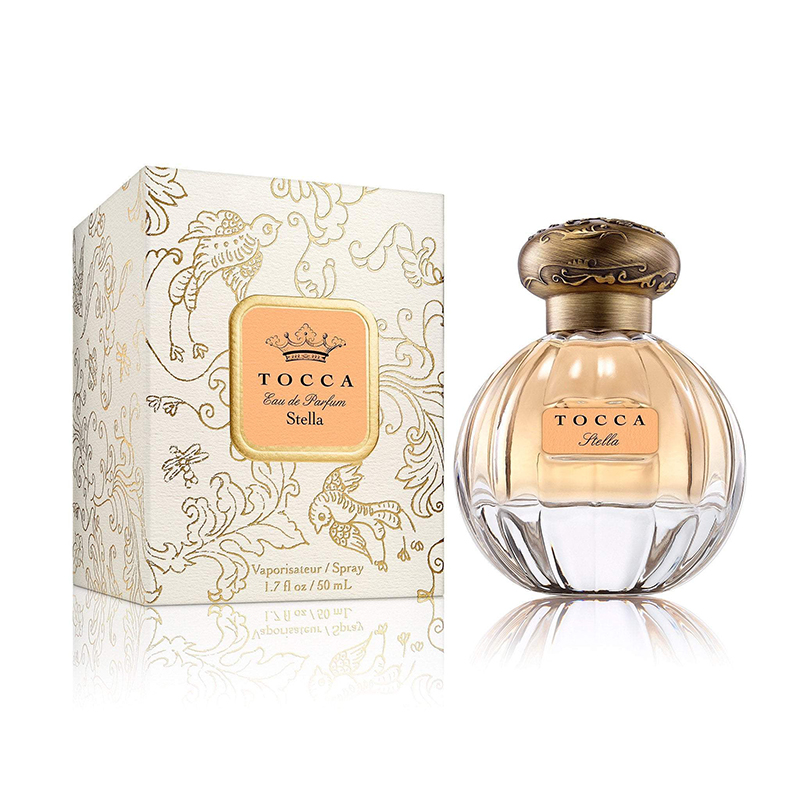 TOCCA
Eau de Parfum
Stella
Vaporisateur / Spray
1.7 fl oz / 50 mL
TOCCA
Stella